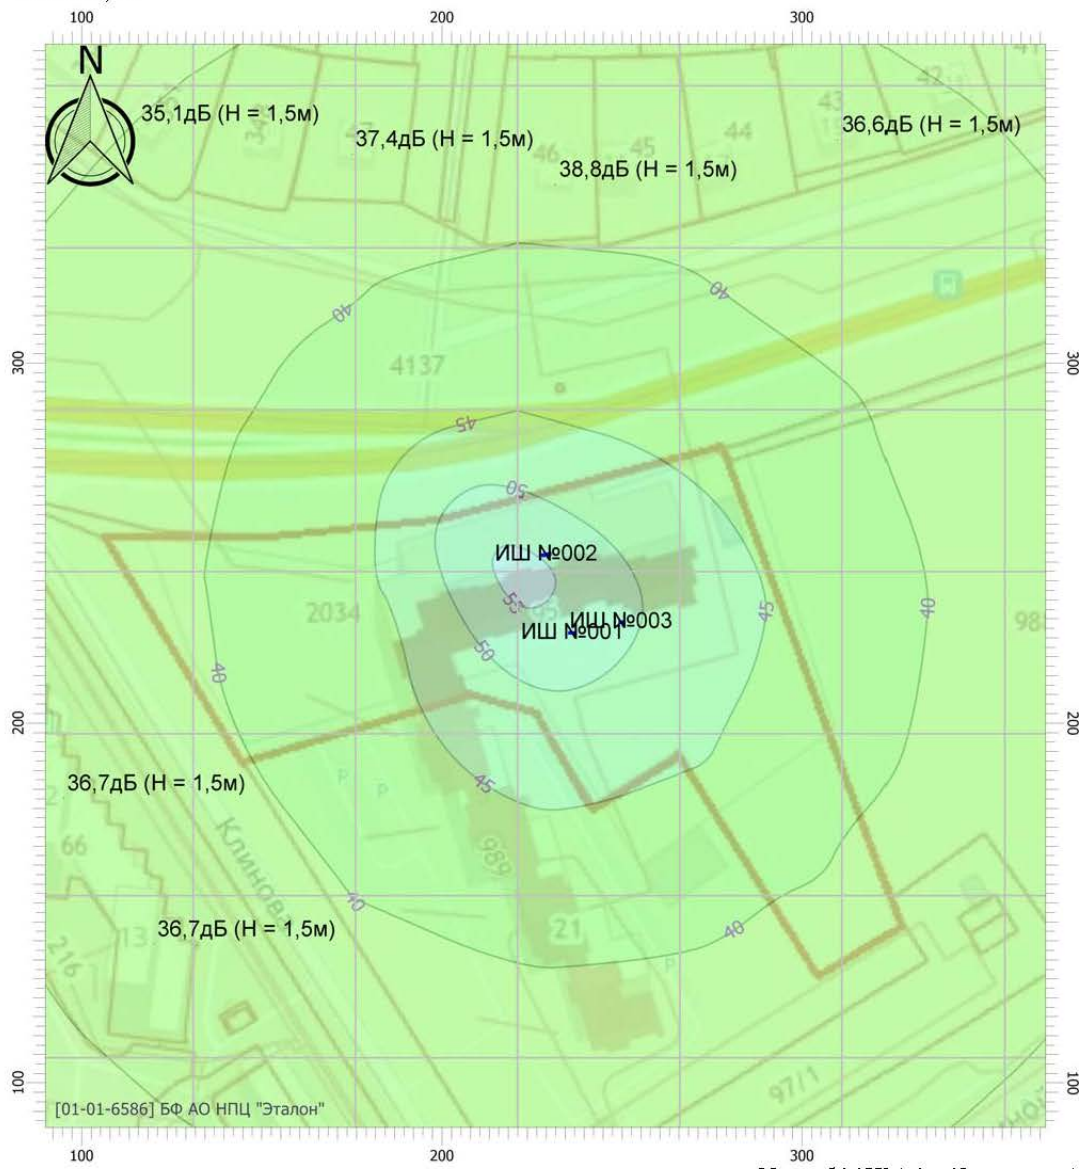 100 200 300
N
35,1дБ (Н = 1,5м)
36,6дБ (Н = 1,5м)
37,4дБ (Н = 1,5м)
38,8дБ (Н = 1,5м)
42
43
44
45
46
40
40
300
4137
300
45
50
ИШ №002
2034
55
45
40
ИШ №003
ИШ №001
50
40
200
200
45
36,7дБ (Н = 1,5м)
Р Р
66
989
40
36,7дБ (Н = 1,5м)
21
40
13
216
Р
97/1
100
100
[01-01-6586] БФ АО НПЦ "Эталон"
100 200 300